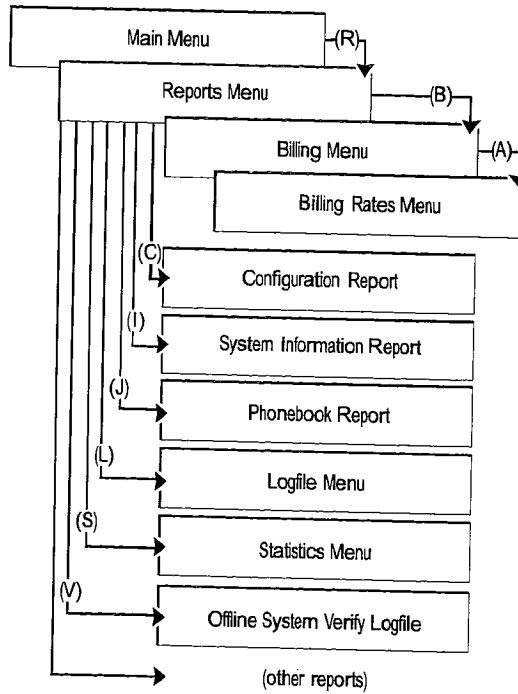 Main Menu
(R)
Reports Menu
(B)
Billing Menu
(A)
Billing Rates Menu
(C)
Configuration Report
(I)
System Information Report
(J)
Phonebook Report
(L)
Logfile Menu
(S)
Statistics Menu
(V)
Offline System Verify Logfile
(other reports)